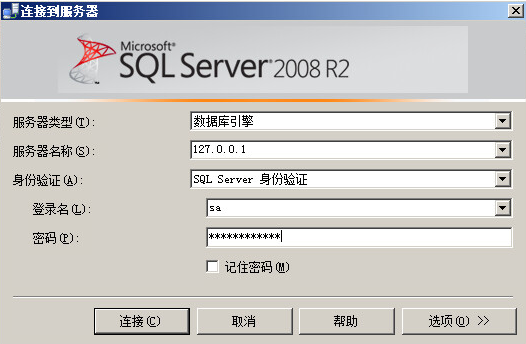 连接到服务器
Microsoft®
SQL Server® 2008 R2
服务器类型(T): 数据库引擎
服务器名称(S): 127.0.0.1
身份验证(A): SQL Server 身份验证
登录名(L): sa
密码(P): ************
记住密码(M)
连接(C) 取消 帮助 选项(O) >>